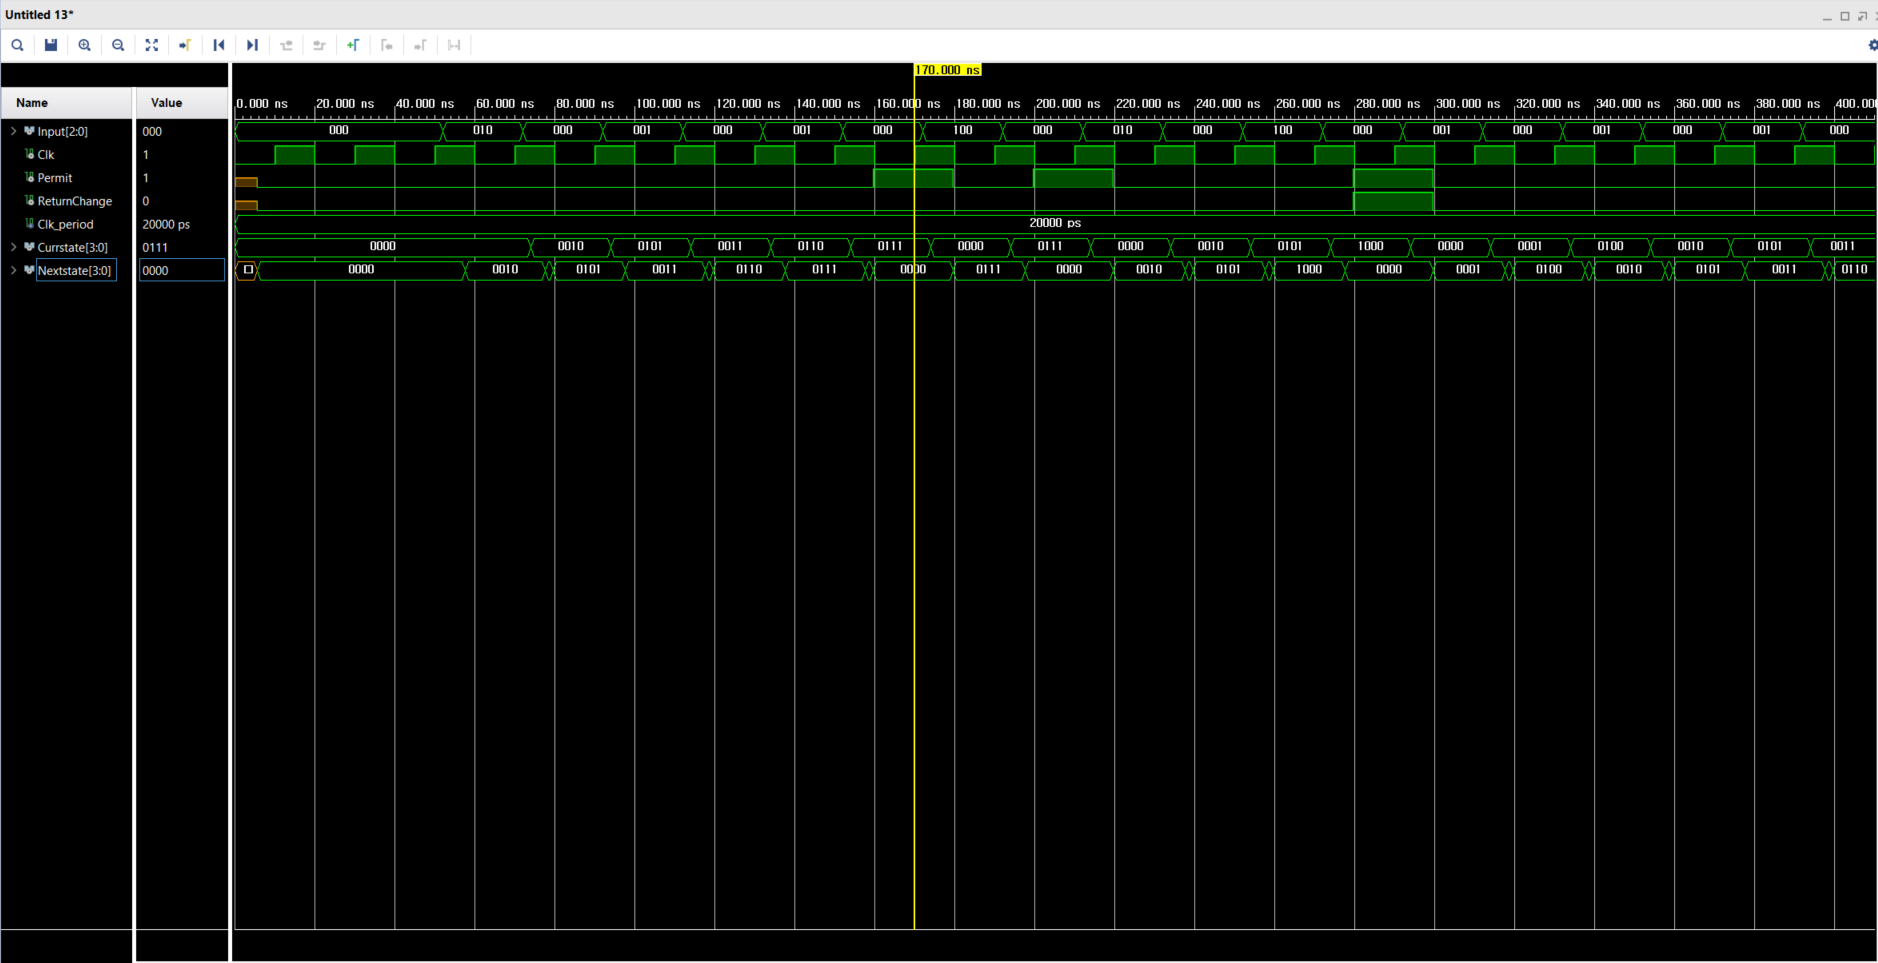 Untitled 13*
170.000 ns
Name Value
0.000 ns 20.000 ns 40.000 ns 60.000 ns 80.000 ns 100.000 ns 120.000 ns 140.000 ns 160.000 ns 180.000 ns 200.000 ns 220.000 ns 240.000 ns 260.000 ns 280.000 ns 300.000 ns 320.000 ns 340.000 ns 360.000 ns 380.000 ns 400.00
Input[2:0] 000 000 010 000 001 000 001 000 100 000 010 000 100 000 001 000 001 000 001 000
Clk 1
Permit 1
ReturnChange 0
Clk_period 20000 ps 20000 ps
Currstate[3:0] 0111 0000 0010 0101 0011 0110 0111 0000 0111 0000 0010 0101 1000 0000 0001 0100 0010 0101 0011
Nextstate[3:0] 0000 0000 0010 0101 0011 0110 0111 0000 0111 0000 0010 0101 1000 0000 0001 0100 0010 0101 0011 0110